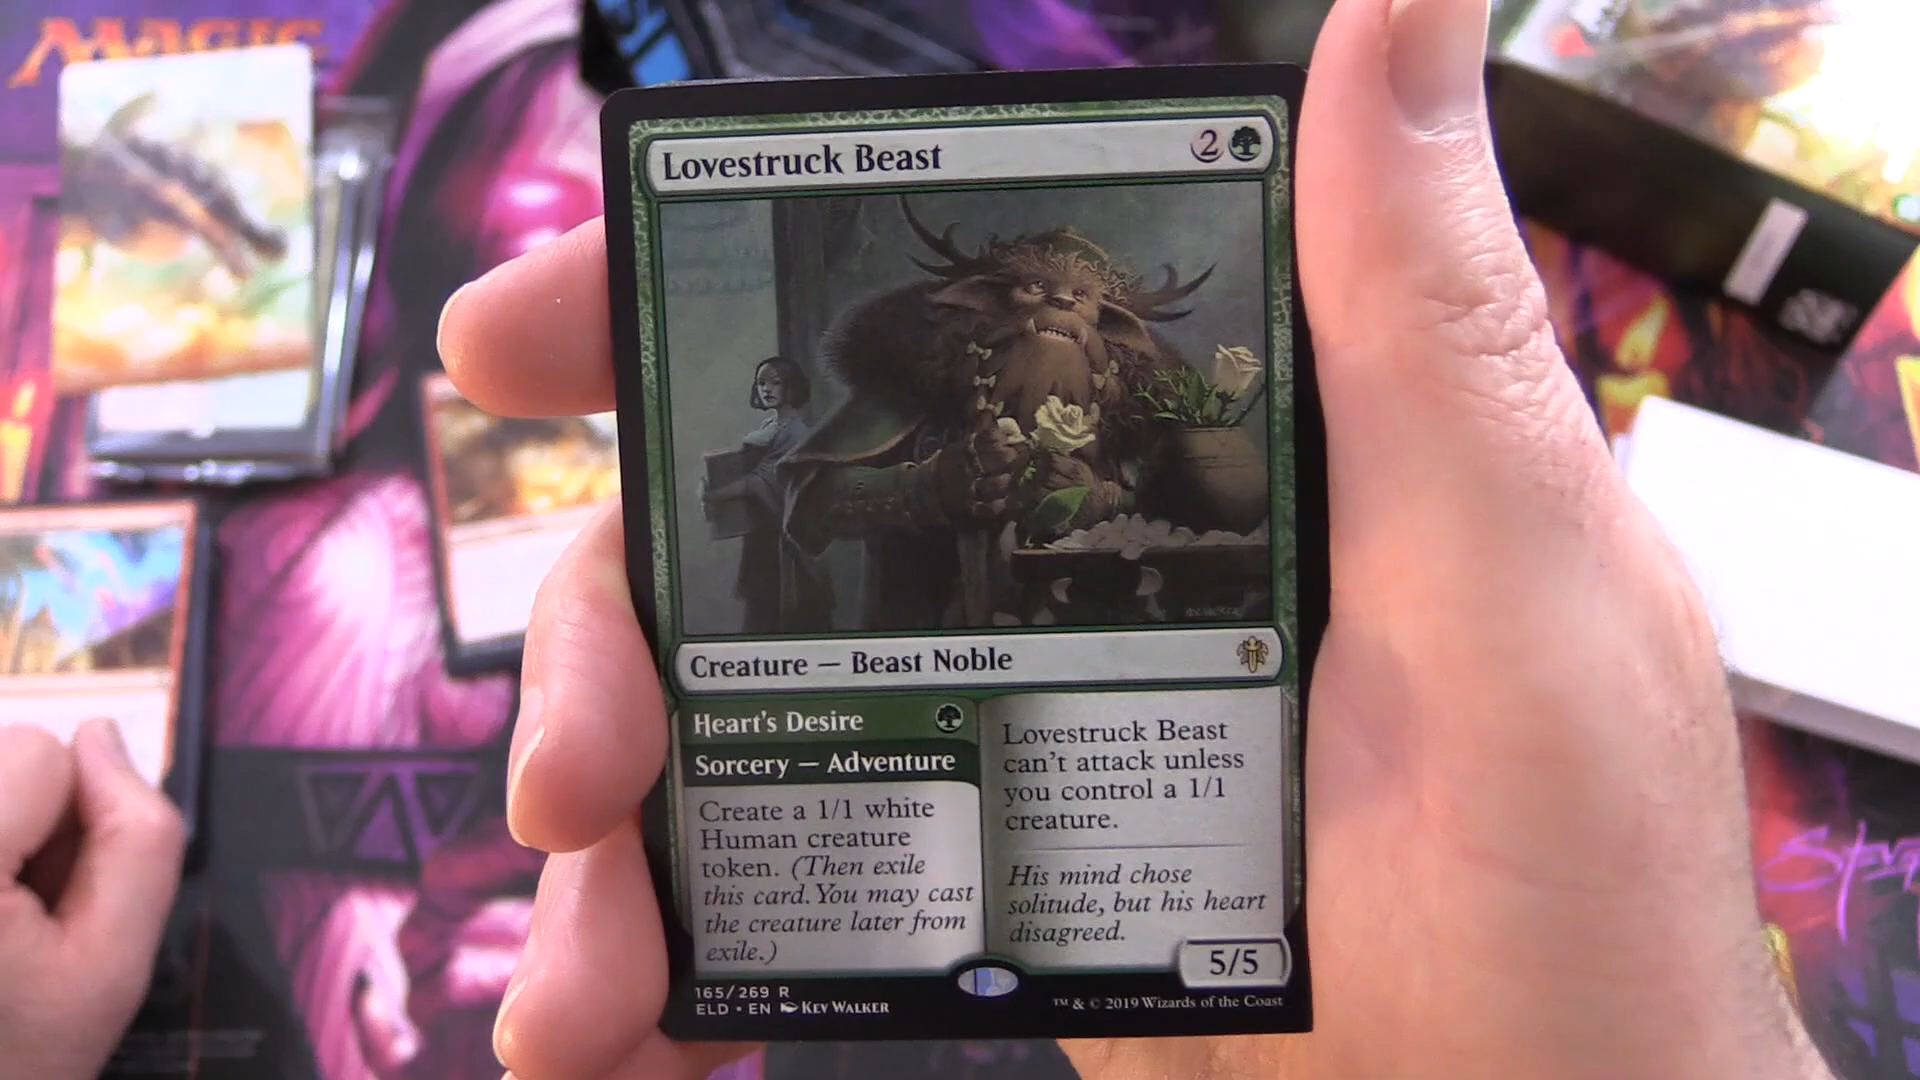 MAGIC
Lovestruck Beast
2
Creature — Beast Noble
Heart's Desire
Sorcery — Adventure
Create a 1/1 white
Human creature
token. (Then exile
this card. You may cast
the creature later from
exile.)
Lovestruck Beast
can't attack unless
you control a 1/1
creature.
His mind chose
solitude, but his heart
disagreed.
5/5
165/269 R
ELD • EN Kev Walker
™ & © 2019 Wizards of the Coast